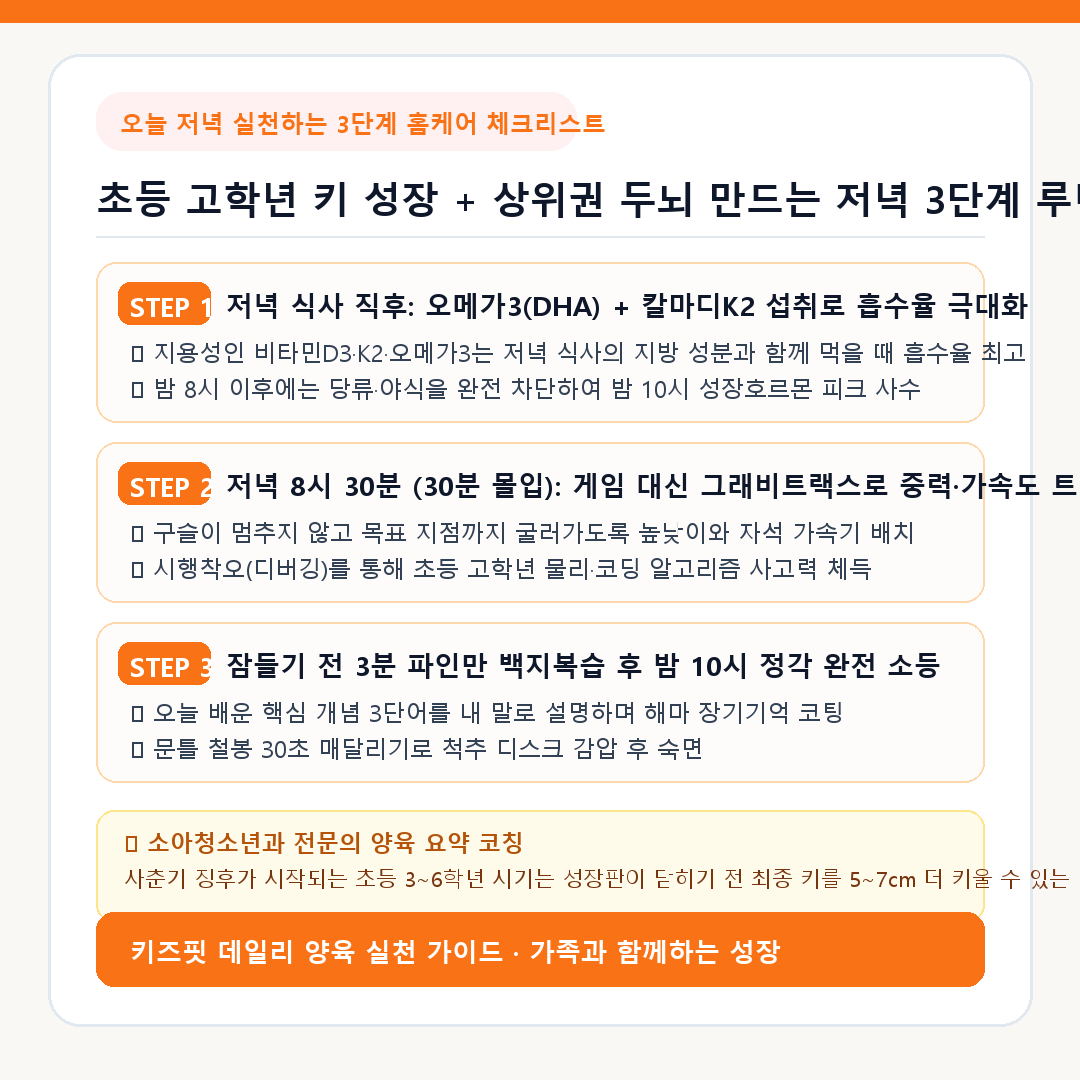 오늘 저녁 실천하는 3단계 홈케어 체크리스트
초등 고학년 키 성장 + 상위권 두뇌 만드는 저녁 3단계
STEP 1 저녁 식사 직후: 오메가3(DHA) + 칼마디K2 섭취로 흡수율 극대화
지용성인 비타민D3·K2·오메가3는 저녁 식사의 지방 성분과 함께 먹을 때 흡수율 최고
밤 8시 이후에는 당류·야식을 완전 차단하여 밤 10시 성장호르몬 피크 사수
STEP 2 저녁 8시 30분 (30분 몰입): 게임 대신 그래비트랙스로 중력·가속도 트
구슬이 멈추지 않고 목표 지점까지 굴러가도록 높낮이와 자석 가속기 배치
시행착오(디버깅)를 통해 초등 고학년 물리·코딩 알고리즘 사고력 체득
STEP 3 잠들기 전 3분 파인만 백지복습 후 밤 10시 정각 완전 소등
오늘 배운 핵심 개념 3단어를 내 말로 설명하며 해마 장기기억 코팅
문틀 철봉 30초 매달리기로 척추 디스크 감압 후 숙면
소아청소년과 전문의 양육 요약 코칭
사춘기 징후가 시작되는 초등 3~6학년 시기는 성장판이 닫히기 전 최종 키를 5~7cm 더 키울 수 있는
키즈핏 데일리 양육 실천 가이드 · 가족과 함께하는 성장